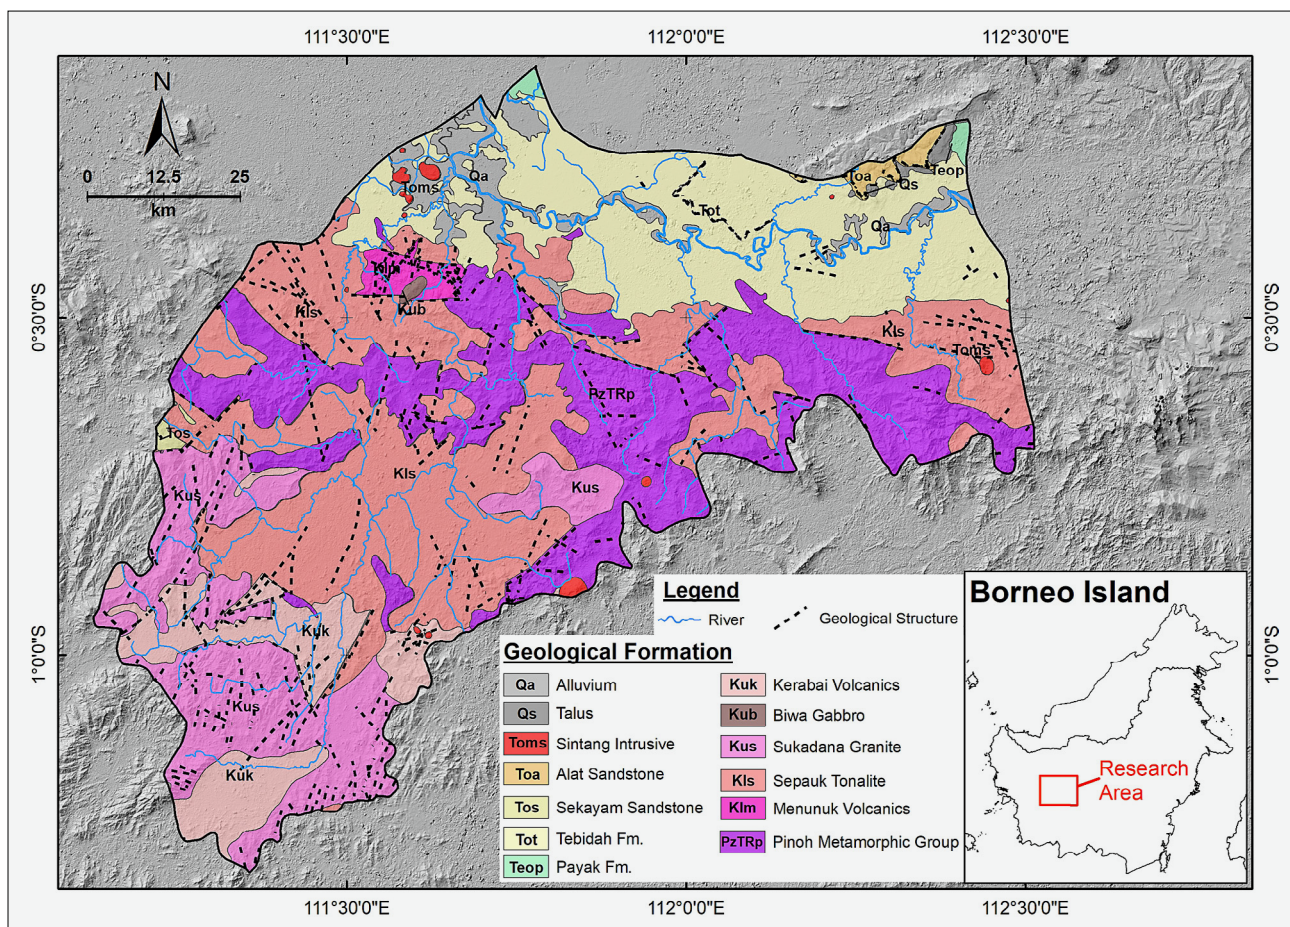 111°30'0"E
112°0'0"E
112°30'0"E
N
0 12.5 25
km
0°30'0"S
1°0'0"S
0°30'0"S
1°0'0"S
Toms
Qa
Tot
Toa
Qs
Teop
Qa
Kub
Kls
Kls
Toms
PzTRp
Tos
Kls
Kus
Kus
Kuk
Kus
Kuk
Legend
River
Geological Structure
Geological Formation
Qa Alluvium
Qs Talus
Toms Sintang Intrusive
Toa Alat Sandstone
Tos Sekayam Sandstone
Tot Tebidah Fm.
Teop Payak Fm.
Kuk Kerabai Volcanics
Kub Biwa Gabbro
Kus Sukadana Granite
Kls Sepauk Tonalite
Klm Menunuk Volcanics
PzTRp Pinoh Metamorphic Group
Borneo Island
Research
Area
111°30'0"E
112°0'0"E
112°30'0"E